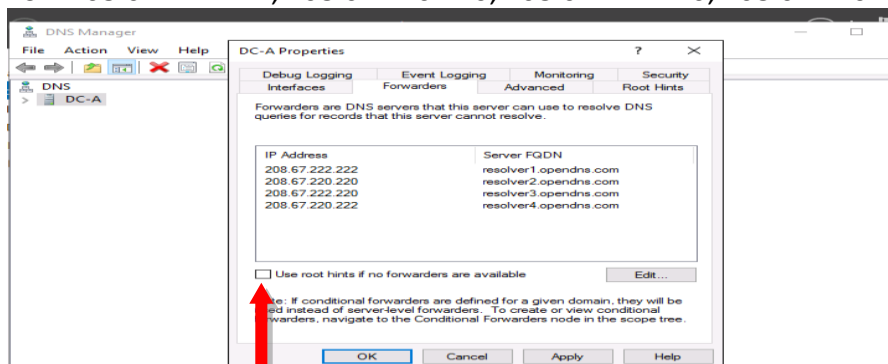 DNS Manager
File Action View Help
DNS
DC-A
DC-A Properties ? ×
Debug Logging Event Logging Monitoring Security
Interfaces Forwarders Advanced Root Hints
Forwarders are DNS servers that this server can use to resolve DNS
queries for records that this server cannot resolve.
IP Address Server FQDN
208.67.222.222 resolver1.opendns.com
208.67.220.220 resolver2.opendns.com
208.67.222.220 resolver3.opendns.com
208.67.220.222 resolver4.opendns.com
Use root hints if no forwarders are available Edit...
If conditional forwarders are defined for a given domain, they will be
instead of server-level forwarders. To create or view conditional
forwarders, navigate to the Conditional Forwarders node in the scope tree.
OK Cancel Apply Help